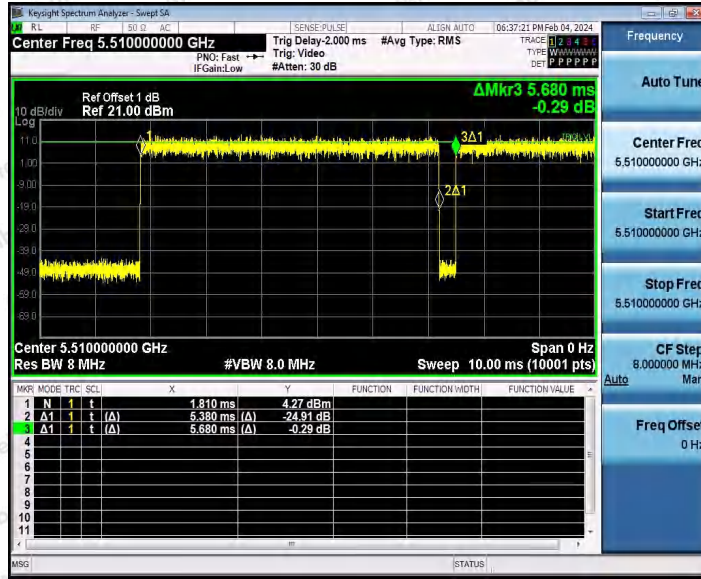 Keysight Spectrum Analyzer - Swept SA
RL RF 50 Ω AC SENSE:PULSE ALIGN AUTO 06:37:21 PM Feb 04, 2024
Center Freq 5.510000000 GHz
PNO: Fast
IFGain:Low
Trig Delay-2.000 ms
Trig: Video
#Atten: 30 dB
#Avg Type: RMS
TRACE 1 2 3 4 5 6
TYPE WWWWWW
DET P P P P P P
Frequency
Auto Tune
ΔMkr3 5.680 ms
-0.29 dB
Ref Offset 1 dB
10 dB/div Ref 21.00 dBm
Log
11.0
1.00
-9.00
-19.0
-29.0
-39.0
-49.0
-59.0
-69.0
1
3Δ1
TRIG LVL
2Δ1
Center Freq
5.510000000 GHz
Start Freq
5.510000000 GHz
Stop Freq
5.510000000 GHz
Center 5.510000000 GHz Span 0 Hz
Res BW 8 MHz #VBW 8.0 MHz Sweep 10.00 ms (10001 pts)
CF Step
8.000000 MHz
Auto Man
MKR MODE TRC SCL X Y FUNCTION FUNCTION WIDTH FUNCTION VALUE
1 N 1 t 1.810 ms 4.27 dBm
2 Δ1 1 t (Δ) 5.380 ms (Δ) -24.91 dB
3 Δ1 1 t (Δ) 5.680 ms (Δ) -0.29 dB
4
5
6
7
8
9
10
11
Freq Offset
0 Hz
MSG STATUS